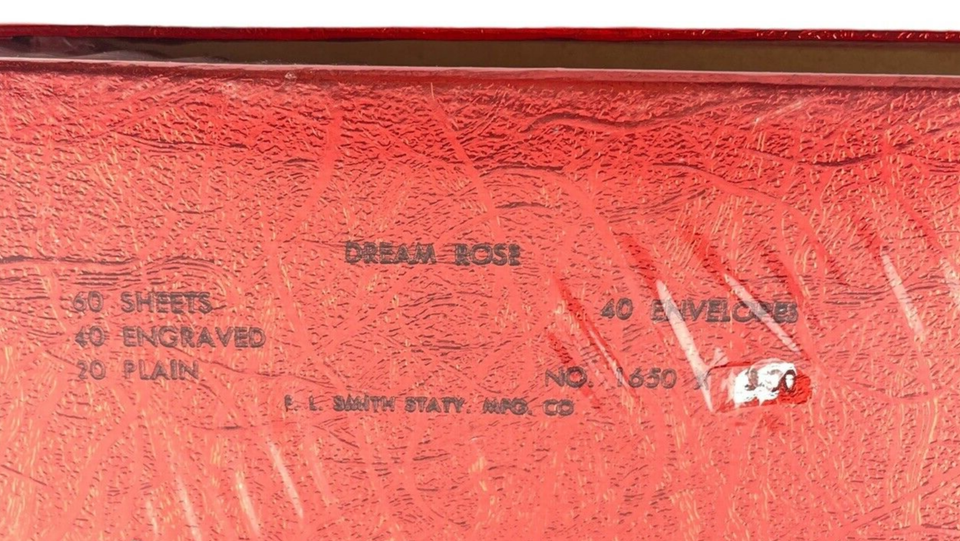 DREAM ROSE
60 SHEETS
40 ENVELOPES
40 ENGRAVED
20 PLAIN
NO. 1650 X
F. L. SMITH STATY. MFG. CO